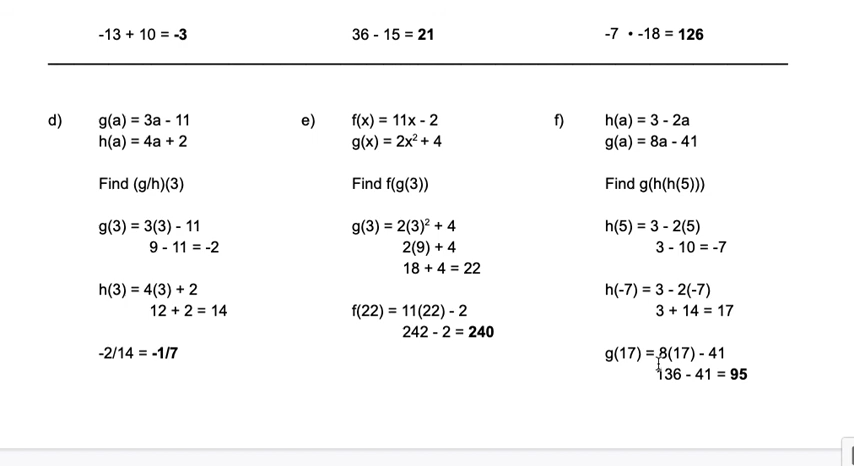 -13 + 10 = -3
36 - 15 = 21
-7 • -18 = 126
d)
g(a) = 3a - 11
h(a) = 4a + 2
Find (g/h)(3)
g(3) = 3(3) - 11
9 - 11 = -2
h(3) = 4(3) + 2
12 + 2 = 14
-2/14 = -1/7
e)
f(x) = 11x - 2
g(x) = 2x² + 4
Find f(g(3))
g(3) = 2(3)² + 4
2(9) + 4
18 + 4 = 22
f(22) = 11(22) - 2
242 - 2 = 240
f)
h(a) = 3 - 2a
g(a) = 8a - 41
Find g(h(h(5)))
h(5) = 3 - 2(5)
3 - 10 = -7
h(-7) = 3 - 2(-7)
3 + 14 = 17
g(17) = 8(17) - 41
136 - 41 = 95